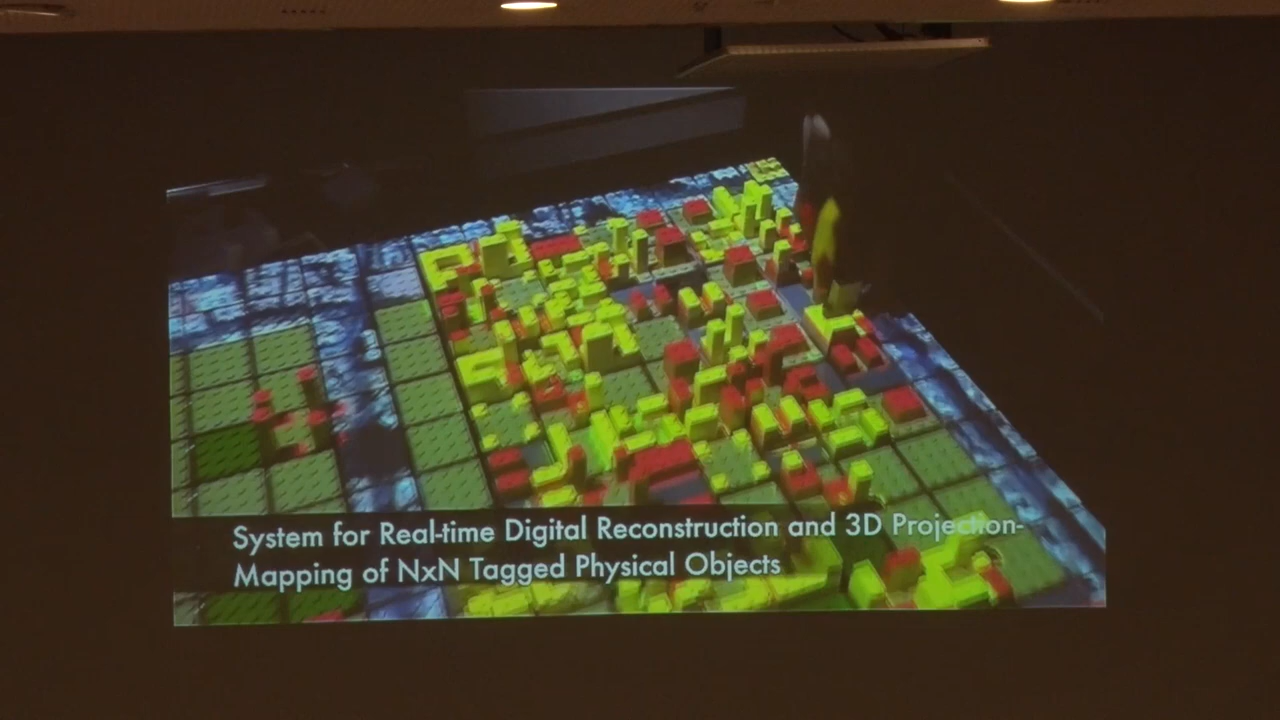 System for Real-time Digital Reconstruction and 3D Projection-
Mapping of NxN Tagged Physical Objects